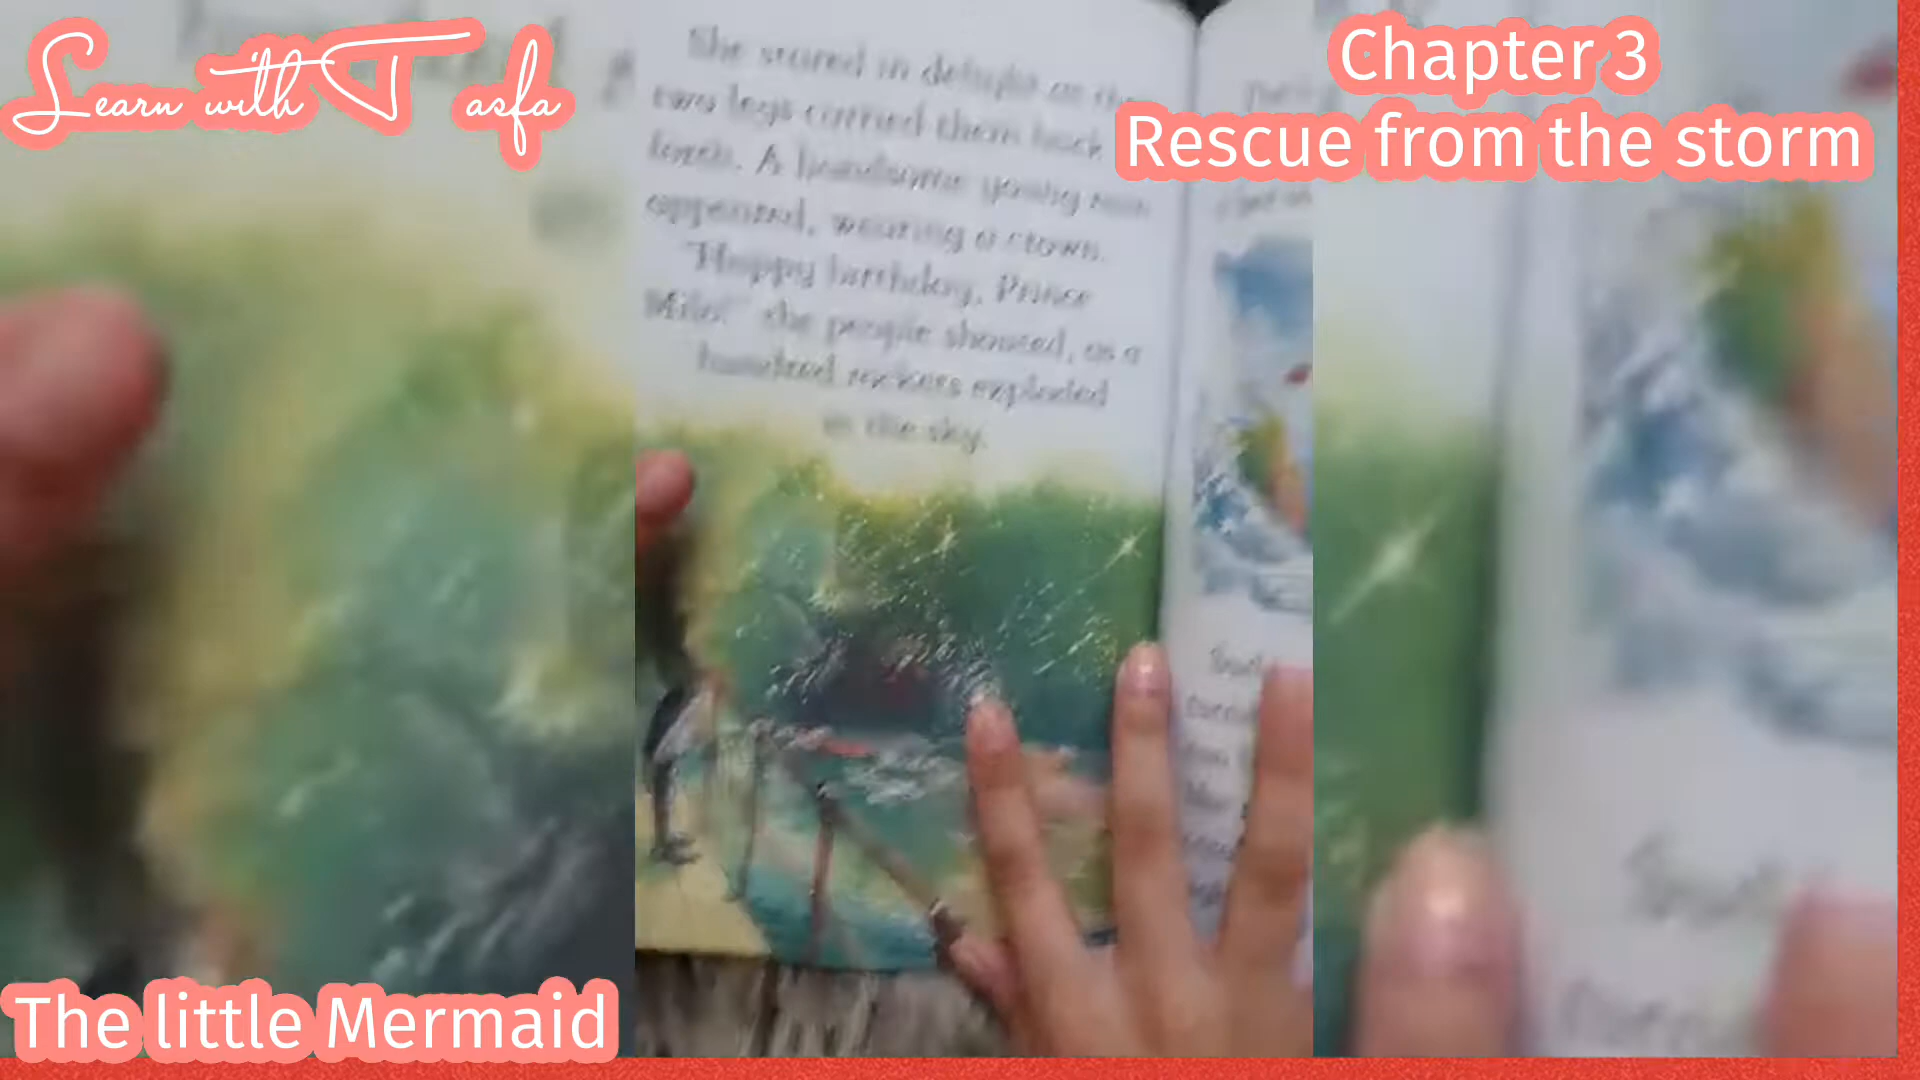 Learn with Tasfa
Chapter 3
Rescue from the storm
She stared in delight as the
two legs carried them back
forth. A handsome young man
appeared, wearing a crown.
"Happy birthday, Prince
Milo!" the people shouted, as a
hundred rockets exploded
in the sky.
The little Mermaid